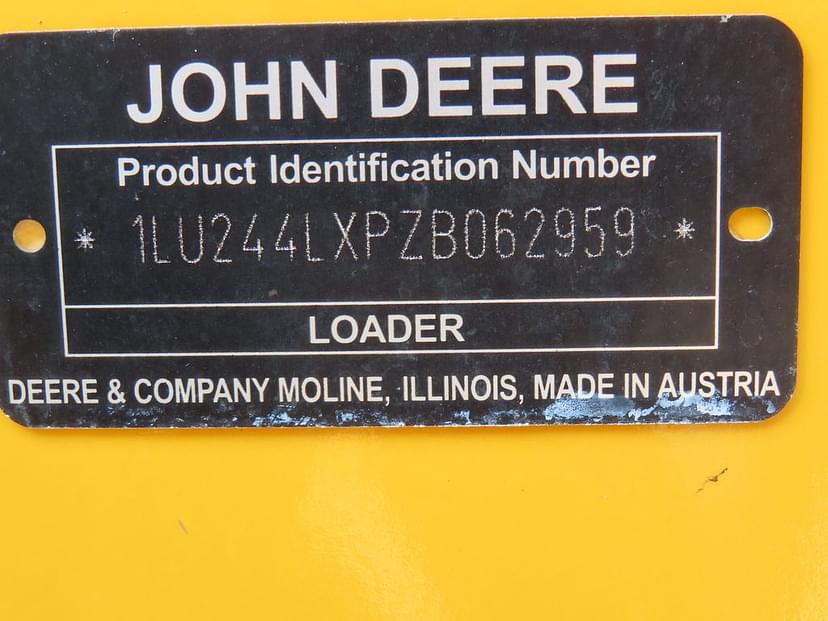 JOHN DEERE
Product Identification Number
* 1LU244LXPZB062959 *
LOADER
DEERE & COMPANY MOLINE, ILLINOIS, MADE IN AUSTRIA